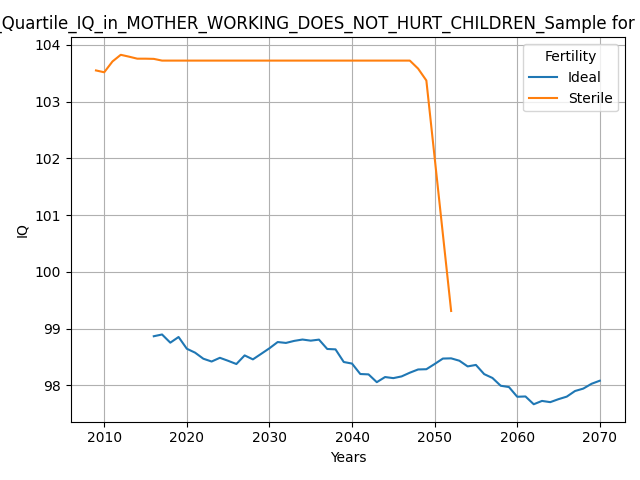 _Quartile_IQ_in_MOTHER_WORKING_DOES_NOT_HURT_CHILDREN_Sample for
104
103
102
101
100
99
98
IQ
2010
2020
2030
2040
2050
2060
2070
Years
Fertility
Ideal
Sterile